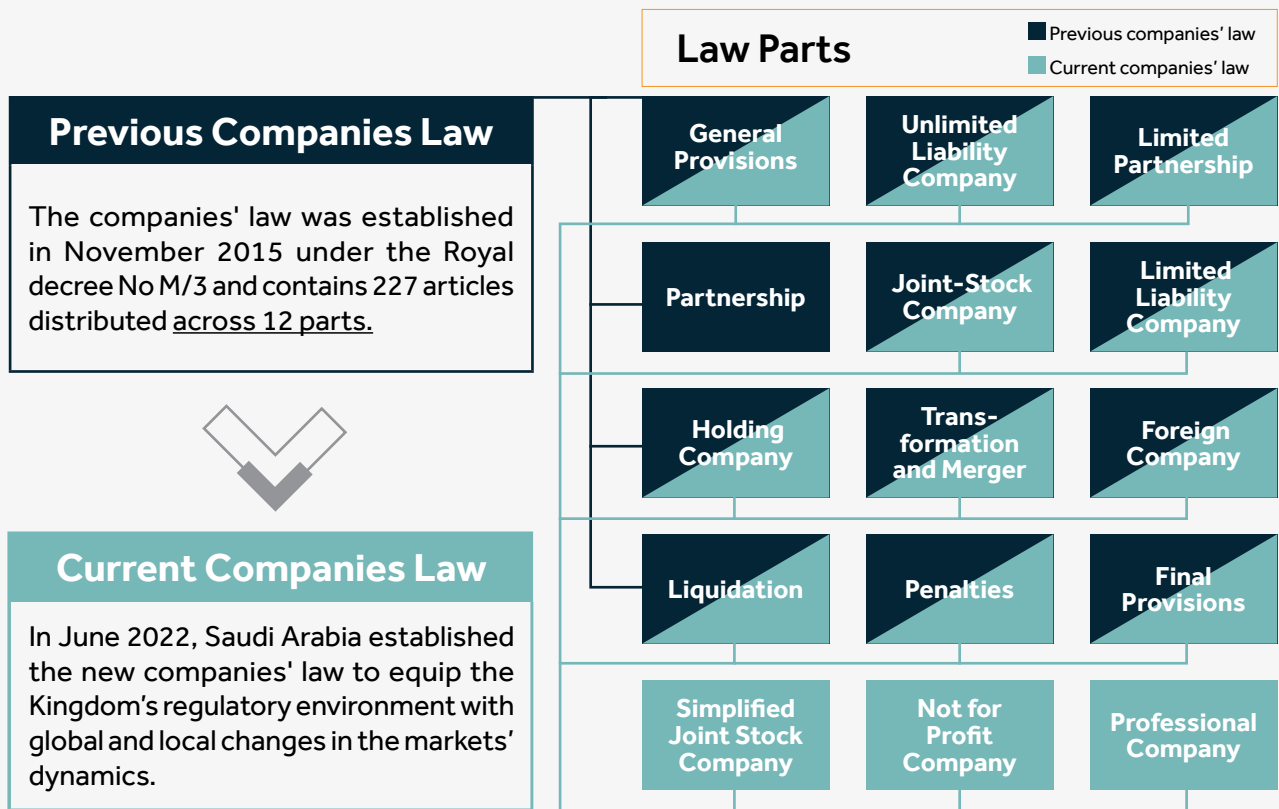 Law Parts
Previous companies’ law
Current companies’ law
Previous Companies Law
The companies' law was established
in November 2015 under the Royal
decree No M/3 and contains 227 articles
distributed across 12 parts.
General
Provisions
Unlimited
Liability
Company
Limited
Partnership
Partnership
Joint-Stock
Company
Limited
Liability
Company
Holding
Company
Trans-
formation
and Merger
Foreign
Company
Liquidation
Penalties
Final
Provisions
Current Companies Law
In June 2022, Saudi Arabia established
the new companies' law to equip the
Kingdom’s regulatory environment with
global and local changes in the markets’
dynamics.
Simplified
Joint Stock
Company
Not for
Profit
Company
Professional
Company